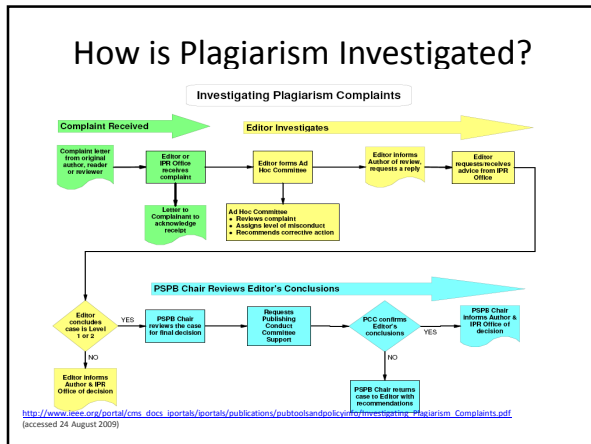 How is Plagiarism Investigated?
Investigating Plagiarism Complaints
Complaint Received
Editor Investigates
Complaint letter
from original
author, reader
or reviewer
Editor or
IPR Office
receives
complaint
Editor forms Ad
Hoc Committee
Editor informs
Author of review,
requests a reply
Editor
requests/receives
advice from IPR
Office
Letter to
Complainant to
acknowledge
receipt
Ad Hoc Committee
• Reviews complaint
• Assigns level of misconduct
• Recommends corrective action
PSPB Chair Reviews Editor's Conclusions
Editor
concludes
case is Level
1 or 2
YES
PSPB Chair
reviews the case
for final decision
Requests
Publishing
Conduct
Committee
Support
PCC confirms
Editor's
conclusions
YES
PSPB Chair
informs Author &
IPR Office of
decision
NO
NO
Editor informs
Author & IPR
Office of decision
PSPB Chair returns
case to Editor with
recommendations
http://www.ieee.org/portal/cms_docs_iportals/iportals/publications/pubtoolsandpolicyinfo/Investigating_Plagiarism_Complaints.pdf
(accessed 24 August 2009)